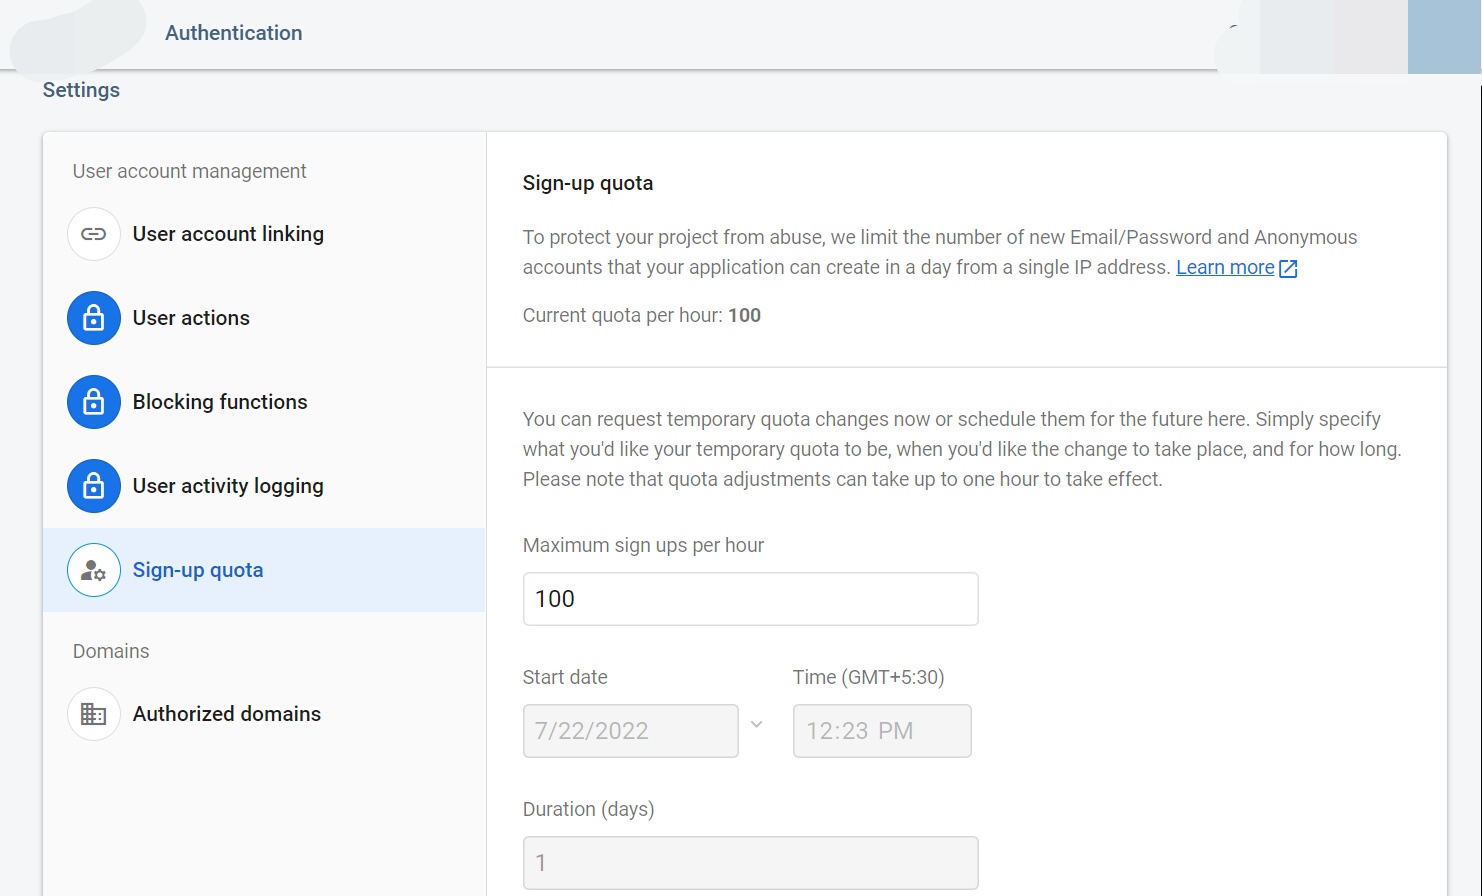 Authentication
Settings
User account management
User account linking
User actions
Blocking functions
User activity logging
Sign-up quota
Domains
Authorized domains
Sign-up quota
To protect your project from abuse, we limit the number of new Email/Password and Anonymous
accounts that your application can create in a day from a single IP address. Learn more
Current quota per hour: 100
You can request temporary quota changes now or schedule them for the future here. Simply specify
what you'd like your temporary quota to be, when you'd like the change to take place, and for how long.
Please note that quota adjustments can take up to one hour to take effect.
Maximum sign ups per hour
100
Start date
Time (GMT+5:30)
7/22/2022
12:23 PM
Duration (days)
1